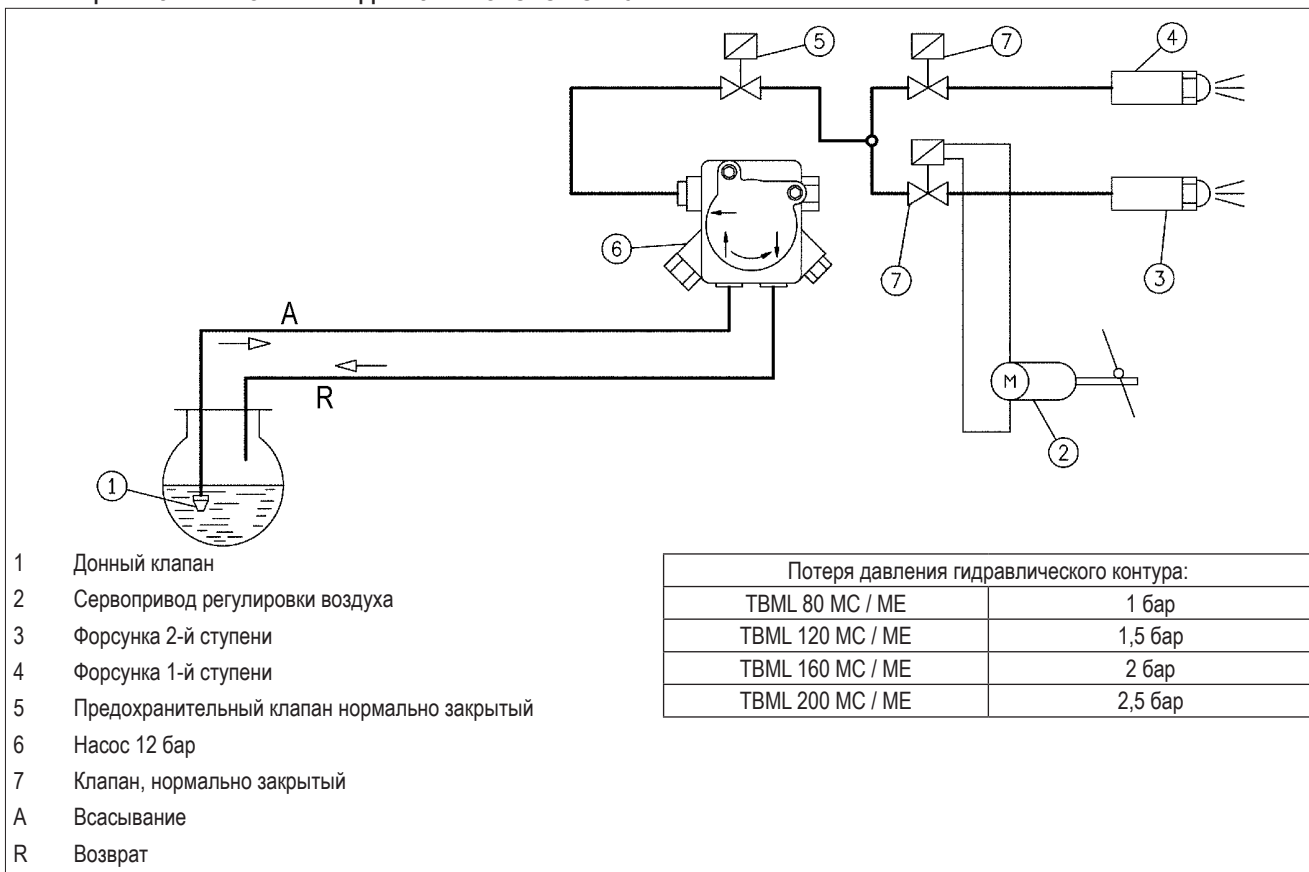 5
7
4
6
7
3
A
R
M
2
1
1 Донный клапан
2 Сервопривод регулировки воздуха
3 Форсунка 2-й ступени
4 Форсунка 1-й ступени
5 Предохранительный клапан нормально закрытый
6 Насос 12 бар
7 Клапан, нормально закрытый
A Всасывание
R Возврат
Потеря давления гидравлического контура:
TBML 80 MC / ME 1 бар
TBML 120 MC / ME 1,5 бар
TBML 160 MC / ME 2 бар
TBML 200 MC / ME 2,5 бар